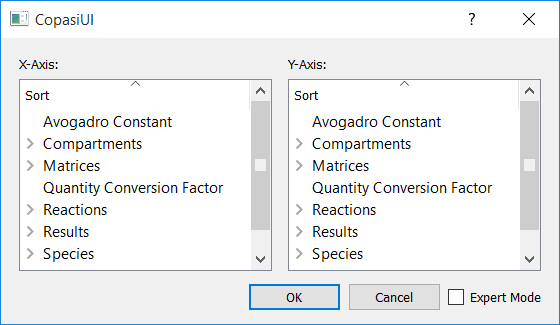 CopasiUI
X-Axis:
Sort
Avogadro Constant
Compartments
Matrices
Quantity Conversion Factor
Reactions
Results
Species
Y-Axis:
Sort
Avogadro Constant
Compartments
Matrices
Quantity Conversion Factor
Reactions
Results
Species
OK
Cancel
Expert Mode